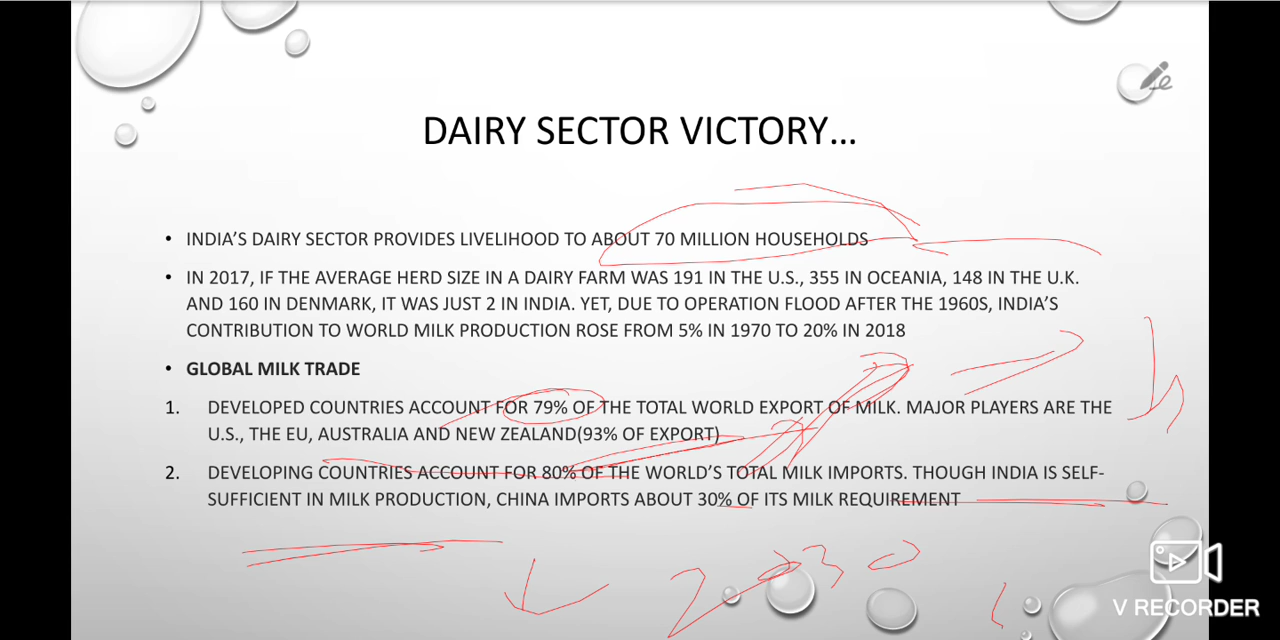 DAIRY SECTOR VICTORY...
• INDIA'S DAIRY SECTOR PROVIDES LIVELIHOOD TO ABOUT 70 MILLION HOUSEHOLDS
• IN 2017, IF THE AVERAGE HERD SIZE IN A DAIRY FARM WAS 191 IN THE U.S., 355 IN OCEANIA, 148 IN THE U.K.
AND 160 IN DENMARK, IT WAS JUST 2 IN INDIA. YET, DUE TO OPERATION FLOOD AFTER THE 1960S, INDIA'S
CONTRIBUTION TO WORLD MILK PRODUCTION ROSE FROM 5% IN 1970 TO 20% IN 2018
• GLOBAL MILK TRADE
1. DEVELOPED COUNTRIES ACCOUNT FOR 79% OF THE TOTAL WORLD EXPORT OF MILK. MAJOR PLAYERS ARE THE
U.S., THE EU, AUSTRALIA AND NEW ZEALAND(93% OF EXPORT)
2. DEVELOPING COUNTRIES ACCOUNT FOR 80% OF THE WORLD'S TOTAL MILK IMPORTS. THOUGH INDIA IS SELF-
SUFFICIENT IN MILK PRODUCTION, CHINA IMPORTS ABOUT 30% OF ITS MILK REQUIREMENT
2030
V RECORDER